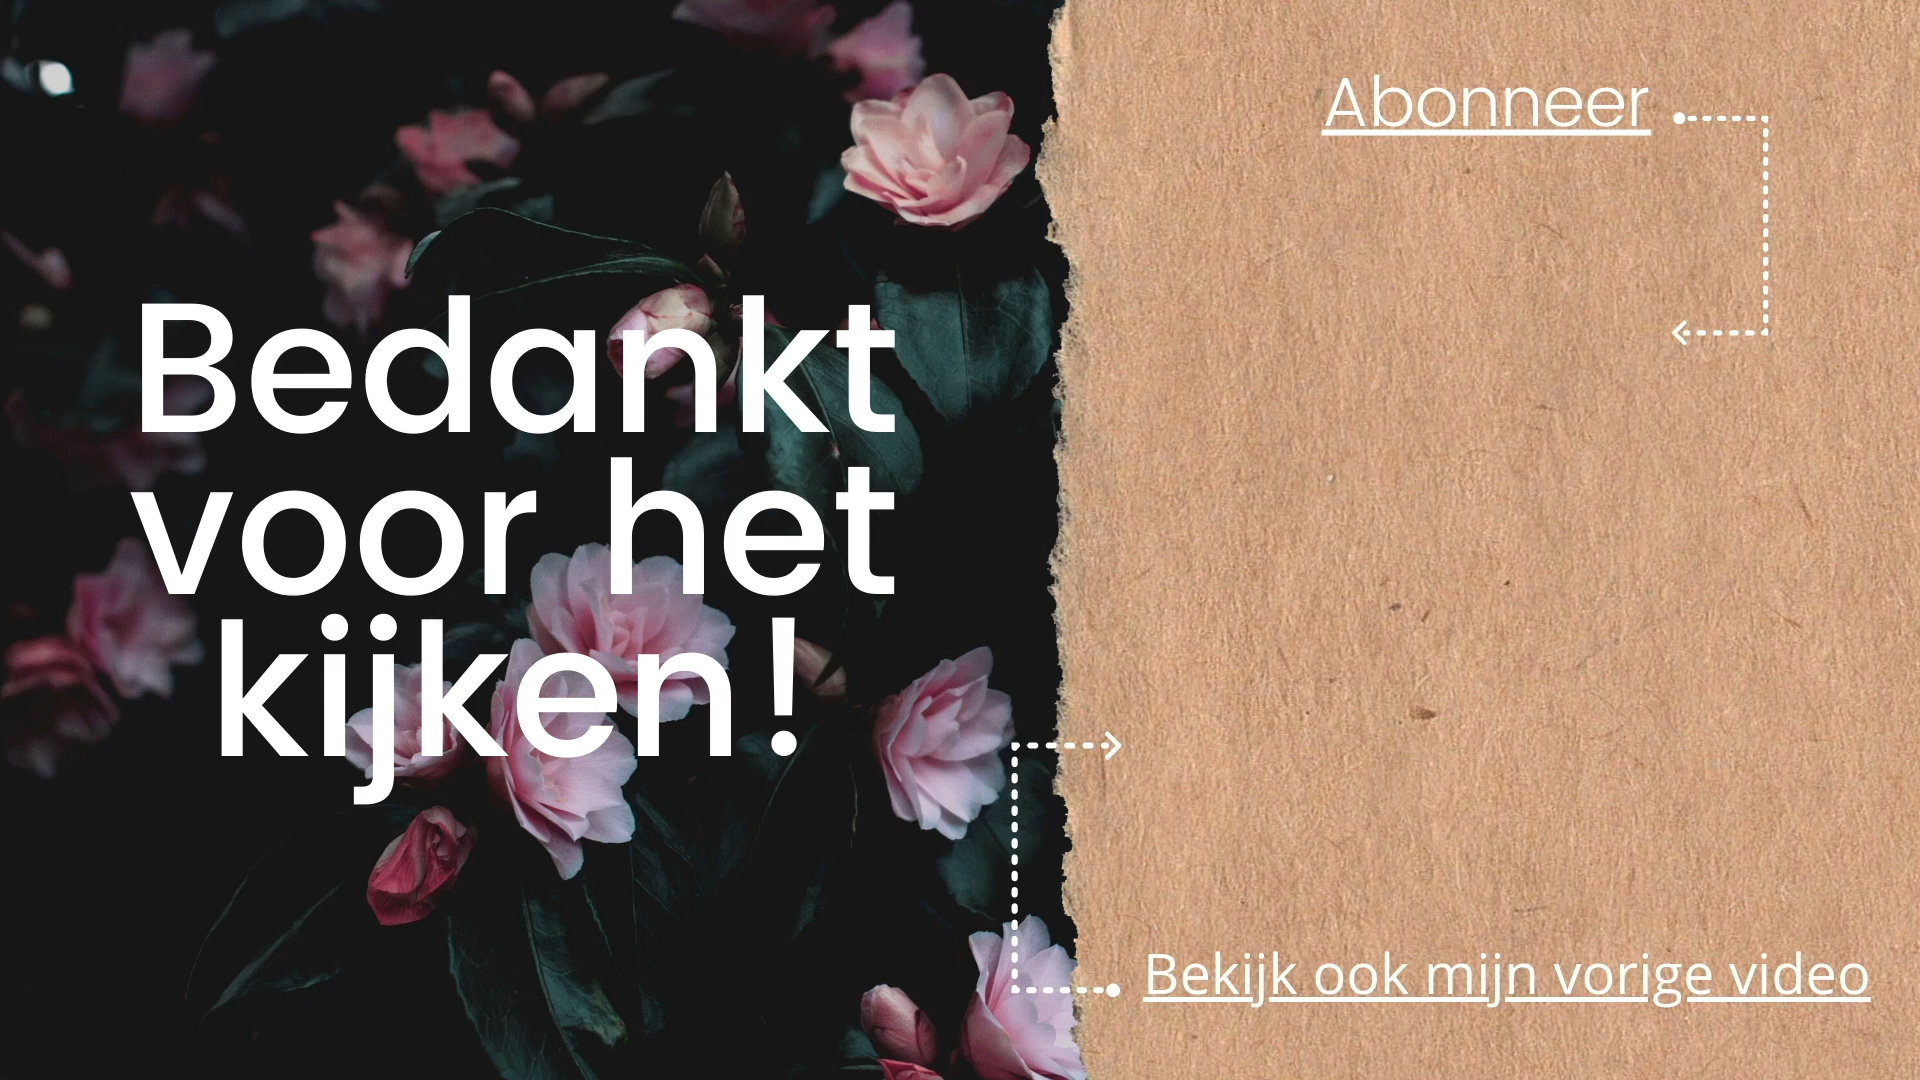 Bedankt
voor het
kijken!
Abonneer
Bekijk ook mijn vorige video